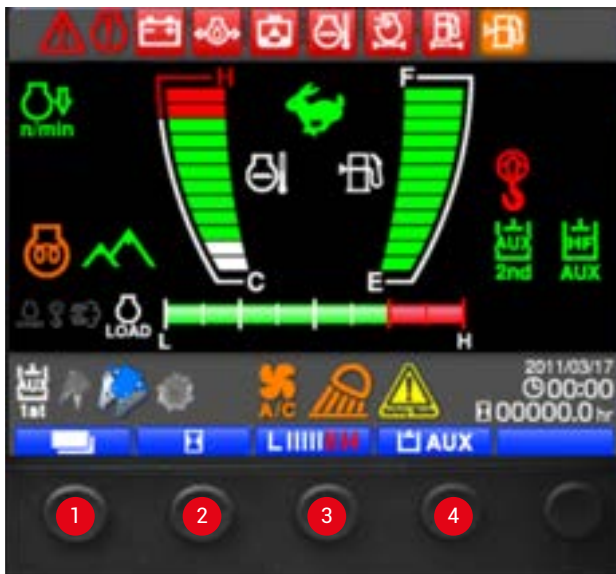 H
F
n/min
AUX
2nd
HF
AUX
C
E
LOAD
L
H
AUX
1st
A/C
2011/03/17
00:00
00000.0 hr
L H
AUX
1
2
3
4